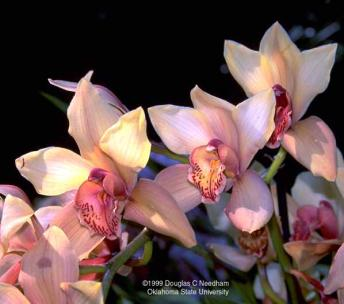 ©1999 Douglas C Needham
Oklahoma State University